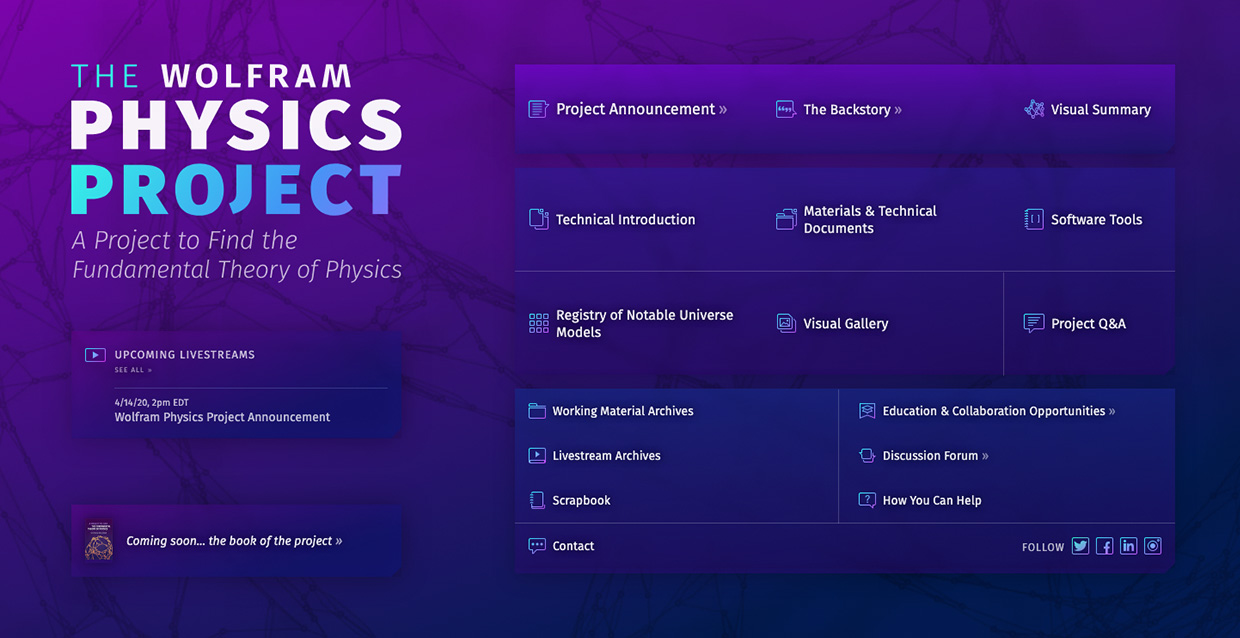 THE WOLFRAM
PHYSICS
PROJECT
A Project to Find the
Fundamental Theory of Physics
UPCOMING LIVESTREAMS
SEE ALL »
4/14/20, 2pm EDT
Wolfram Physics Project Announcement
Coming soon... the book of the project »
Project Announcement »
The Backstory »
Visual Summary
Technical Introduction
Materials & Technical
Documents
Software Tools
Registry of Notable Universe
Models
Visual Gallery
Project Q&A
Working Material Archives
Livestream Archives
Scrapbook
Education & Collaboration Opportunities »
Discussion Forum »
How You Can Help
Contact
FOLLOW